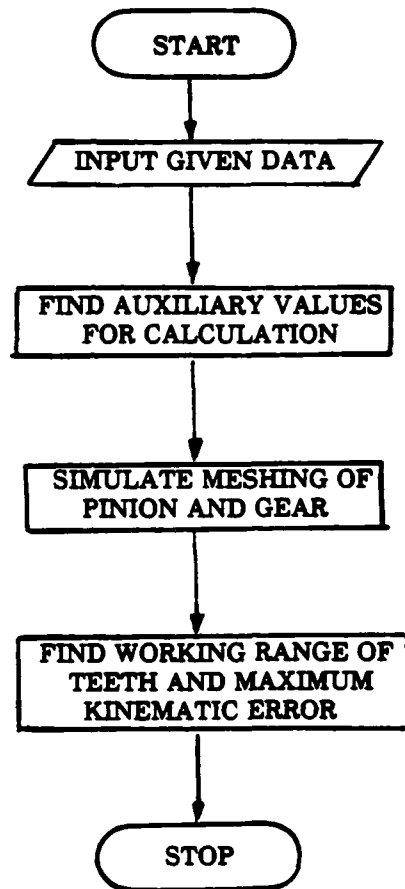 START
INPUT GIVEN DATA
FIND AUXILIARY VALUES
FOR CALCULATION
SIMULATE MESHING OF
PINION AND GEAR
FIND WORKING RANGE OF
TEETH AND MAXIMUM
KINEMATIC ERROR
STOP